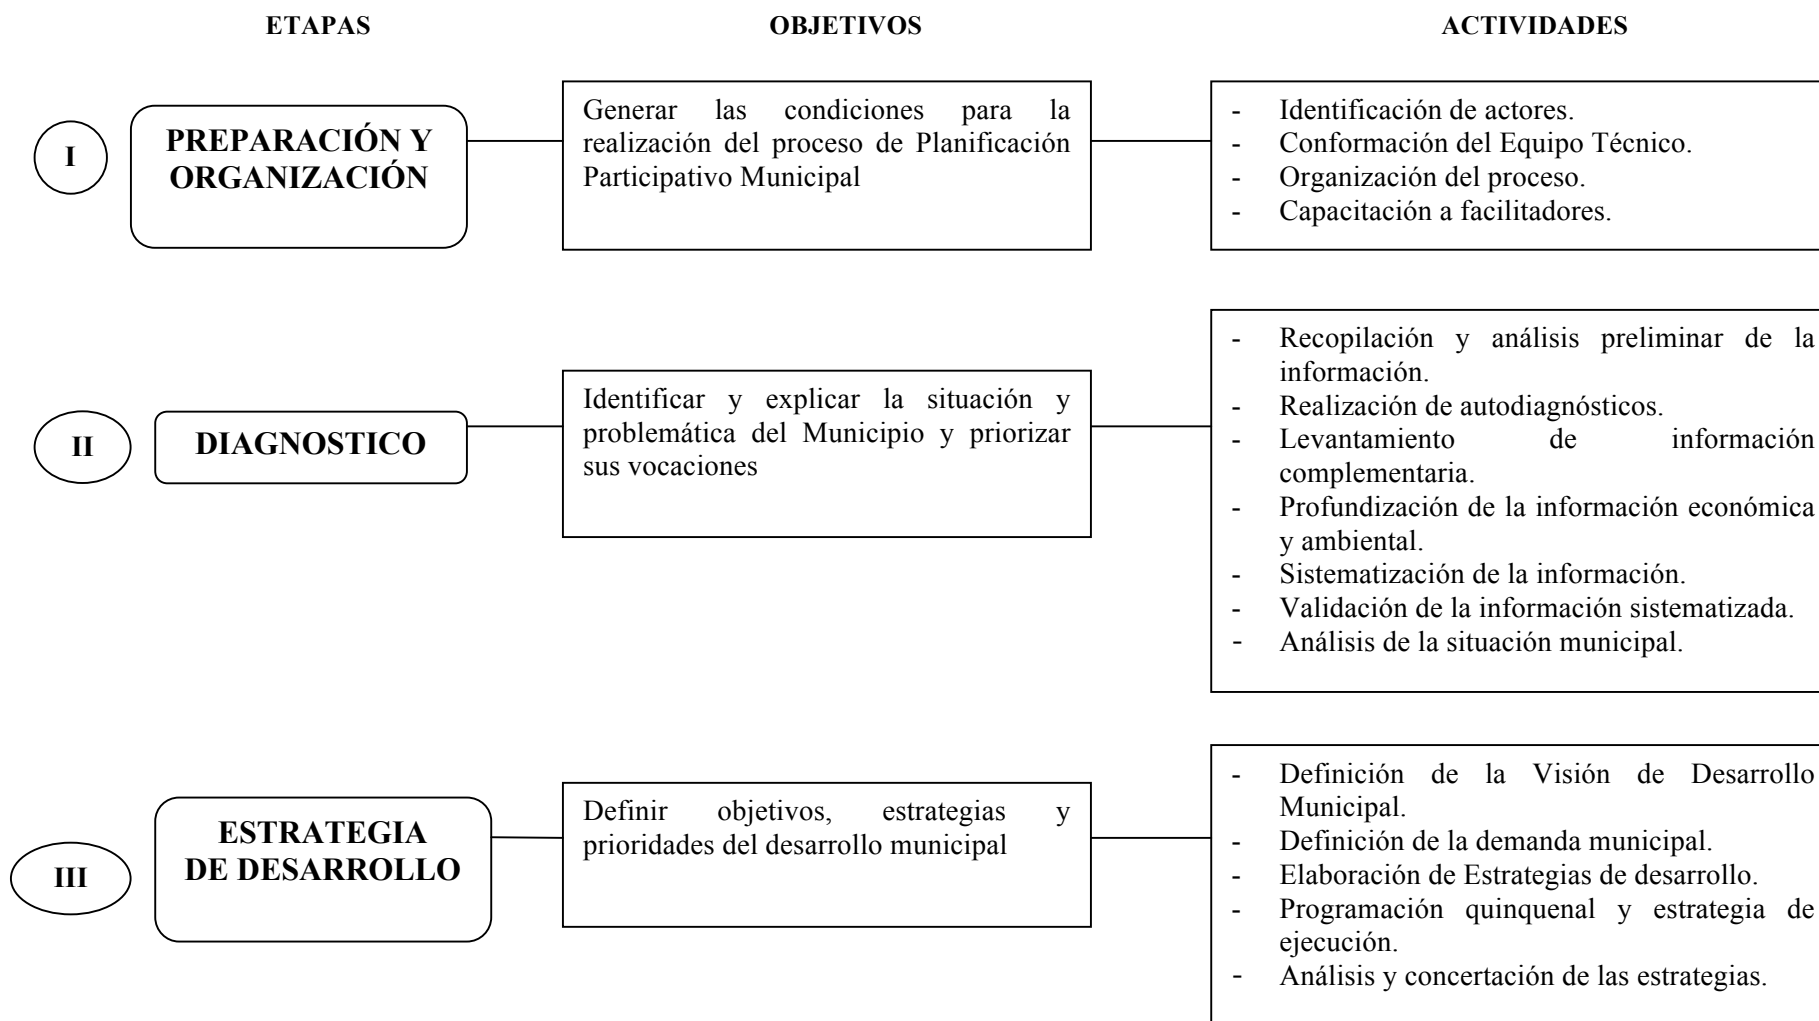 ETAPAS OBJETIVOS ACTIVIDADES
I
PREPARACIÓN Y
ORGANIZACIÓN
Generar las condiciones para la
realización del proceso de Planificación
Participativo Municipal
- Identificación de actores.
- Conformación del Equipo Técnico.
- Organización del proceso.
- Capacitación a facilitadores.
II
DIAGNOSTICO
Identificar y explicar la situación y
problemática del Municipio y priorizar
sus vocaciones
- Recopilación y análisis preliminar de la
información.
- Realización de autodiagnósticos.
- Levantamiento de información
complementaria.
- Profundización de la información económica
y ambiental.
- Sistematización de la información.
- Validación de la información sistematizada.
- Análisis de la situación municipal.
III
ESTRATEGIA
DE DESARROLLO
Definir objetivos, estrategias y
prioridades del desarrollo municipal
- Definición de la Visión de Desarrollo
Municipal.
- Definición de la demanda municipal.
- Elaboración de Estrategias de desarrollo.
- Programación quinquenal y estrategia de
ejecución.
- Análisis y concertación de las estrategias.